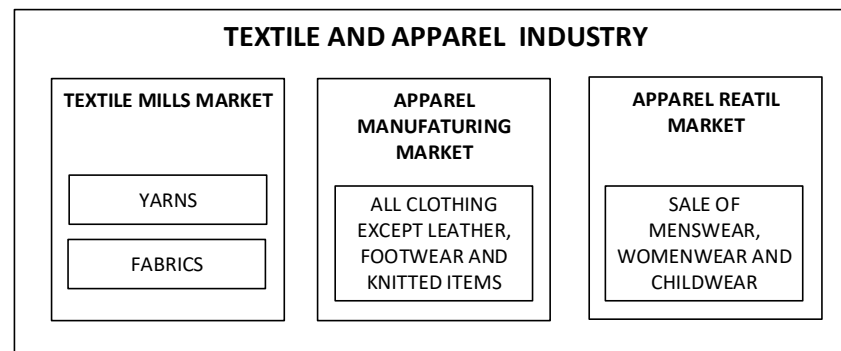 TEXTILE AND APPAREL INDUSTRY
TEXTILE MILLS MARKET
YARNS
FABRICS
APPAREL
MANUFATURING
MARKET
ALL CLOTHING
EXCEPT LEATHER,
FOOTWEAR AND
KNITTED ITEMS
APPAREL REATIL
MARKET
SALE OF
MENSWEAR,
WOMENWEAR AND
CHILDWEAR